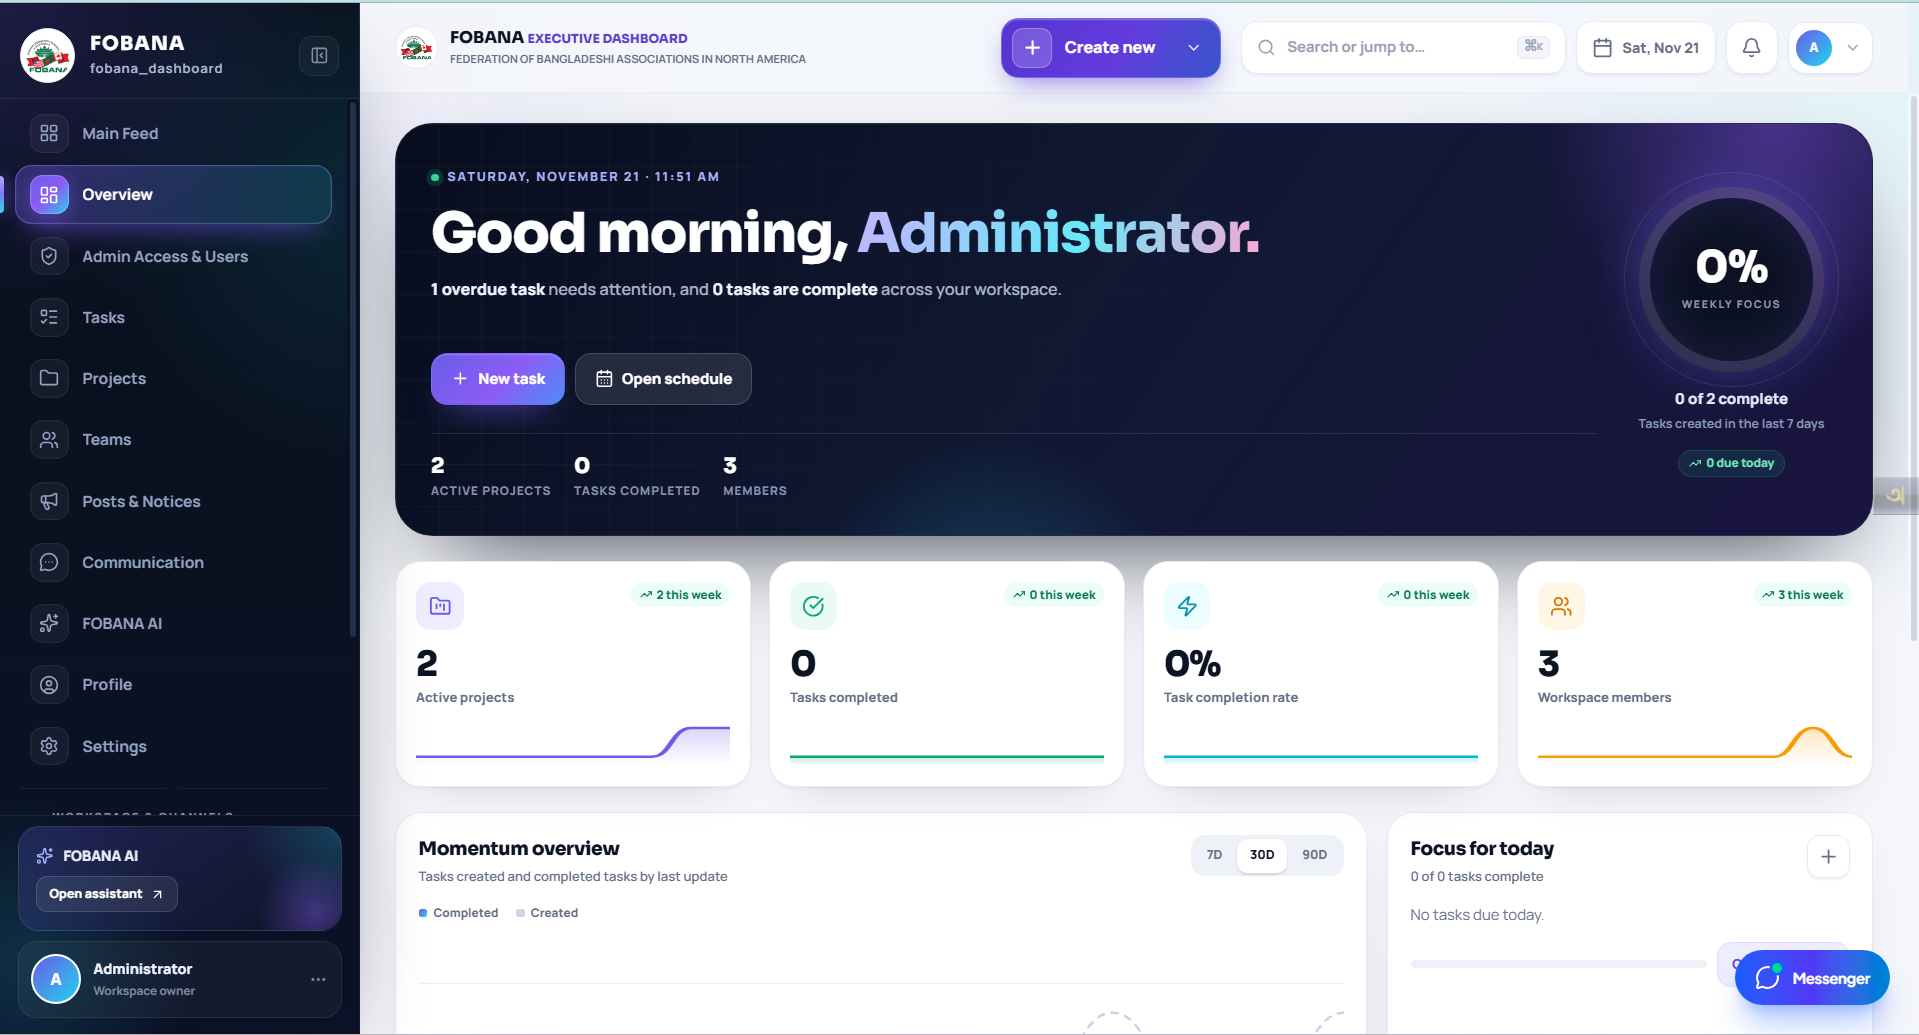 FOBANA
fobana_dashboard
Main Feed
Overview
Admin Access & Users
Tasks
Projects
Teams
Posts & Notices
Communication
FOBANA AI
Profile
Settings
WORKSPACE & CHANNELS
FOBANA AI
Open assistant
A
Administrator
Workspace owner
FOBANA EXECUTIVE DASHBOARD
FEDERATION OF BANGLADESHI ASSOCIATIONS IN NORTH AMERICA
Create new
Search or jump to...
⌘K
Sat, Nov 21
A
SATURDAY, NOVEMBER 21 · 11:51 AM
Good morning, Administrator.
1 overdue task needs attention, and 0 tasks are complete across your workspace.
New task
Open schedule
2
ACTIVE PROJECTS
0
TASKS COMPLETED
3
MEMBERS
0%
WEEKLY FOCUS
0 of 2 complete
Tasks created in the last 7 days
0 due today
অ
2 this week
2
Active projects
0 this week
0
Tasks completed
0 this week
0%
Task completion rate
3 this week
3
Workspace members
Momentum overview
Tasks created and completed tasks by last update
7D 30D 90D
Completed Created
Focus for today
0 of 0 tasks complete
No tasks due today.
Messenger